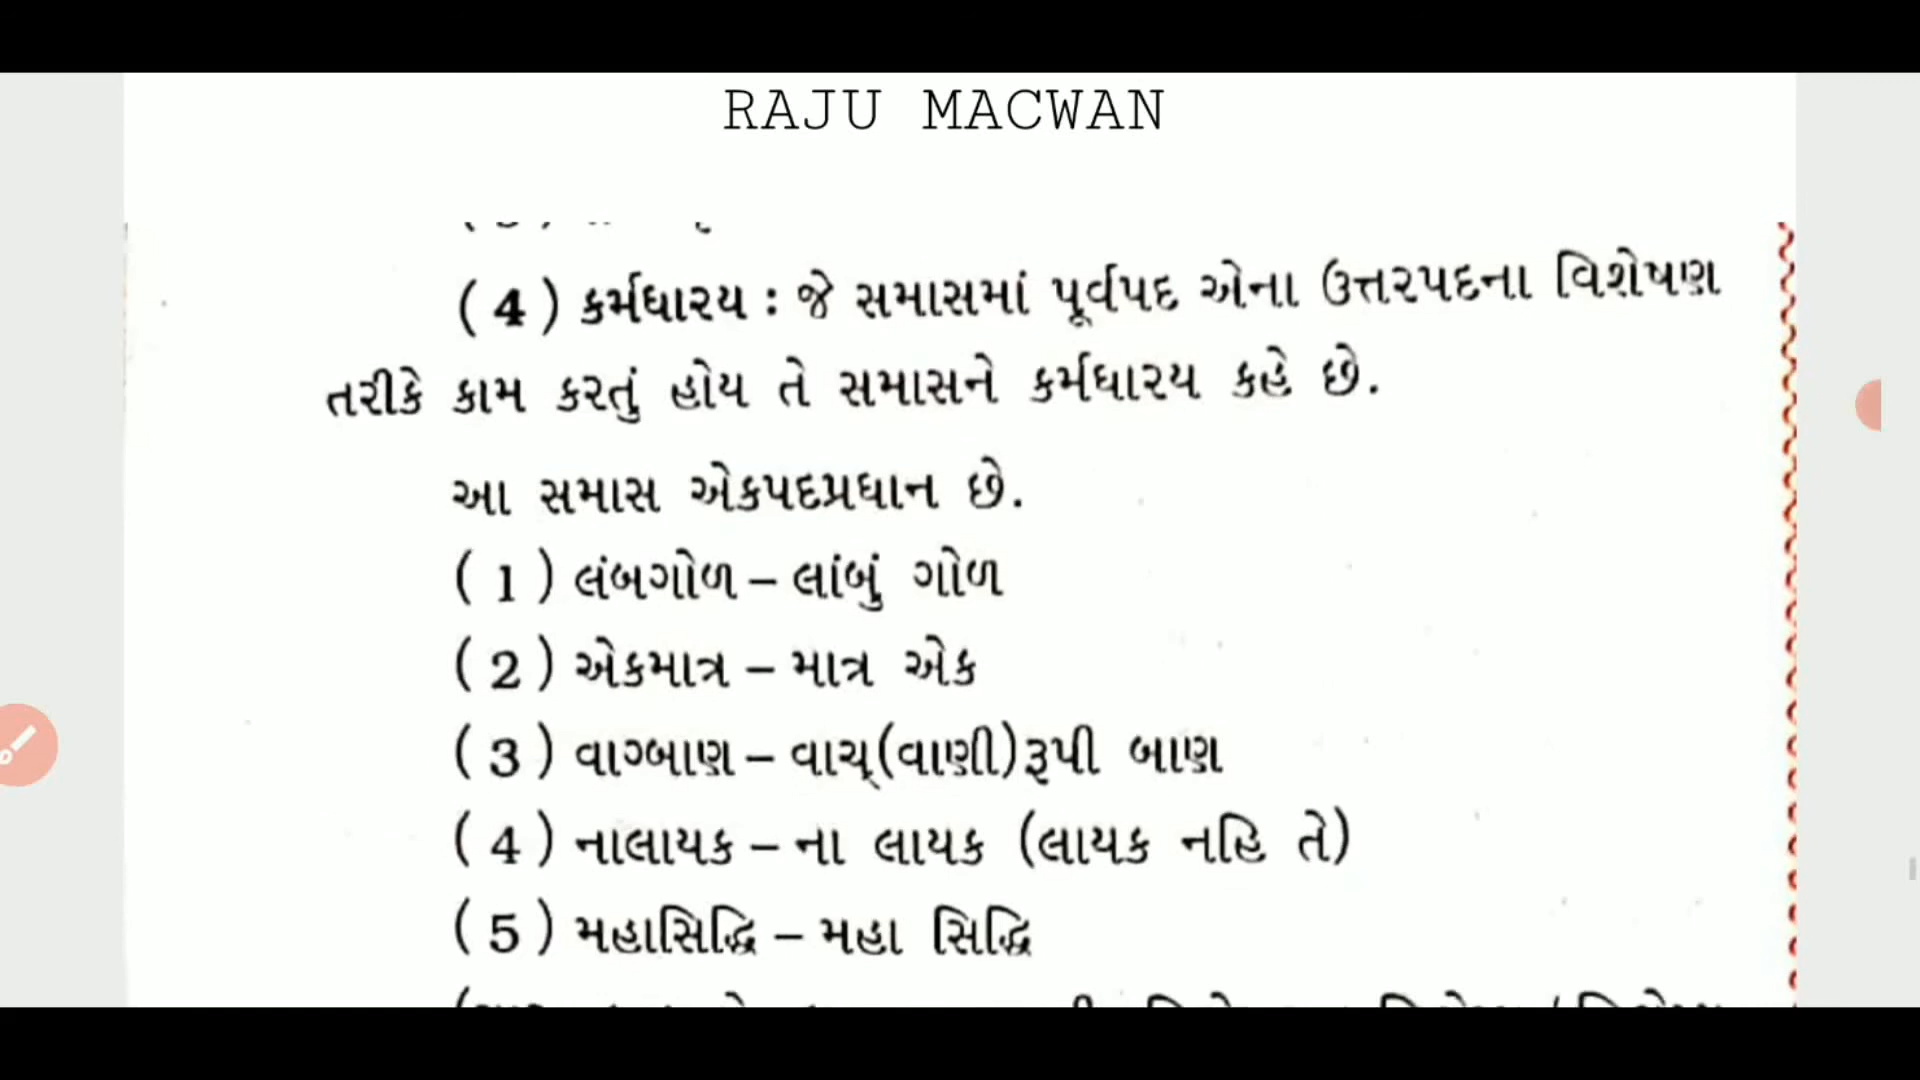 RAJU MACWAN
(4) કર્મધારય : જે સમાસમાં પૂર્વપદ એના ઉત્તરપદના વિશેષણ
તરીકે કામ કરતું હોય તે સમાસને કર્મધારય કહે છે.
આ સમાસ એકપદપ્રધાન છે.
(1) લંબગોળ – લાંબું ગોળ
(2) એકમાત્ર – માત્ર એક
(3) વાગ્બાણ – વાચ્(વાણી)રૂપી બાણ
(4) નાલાયક – ના લાયક (લાયક નહિ તે)
(5) મહાસિદ્ધિ – મહા સિદ્ધિ